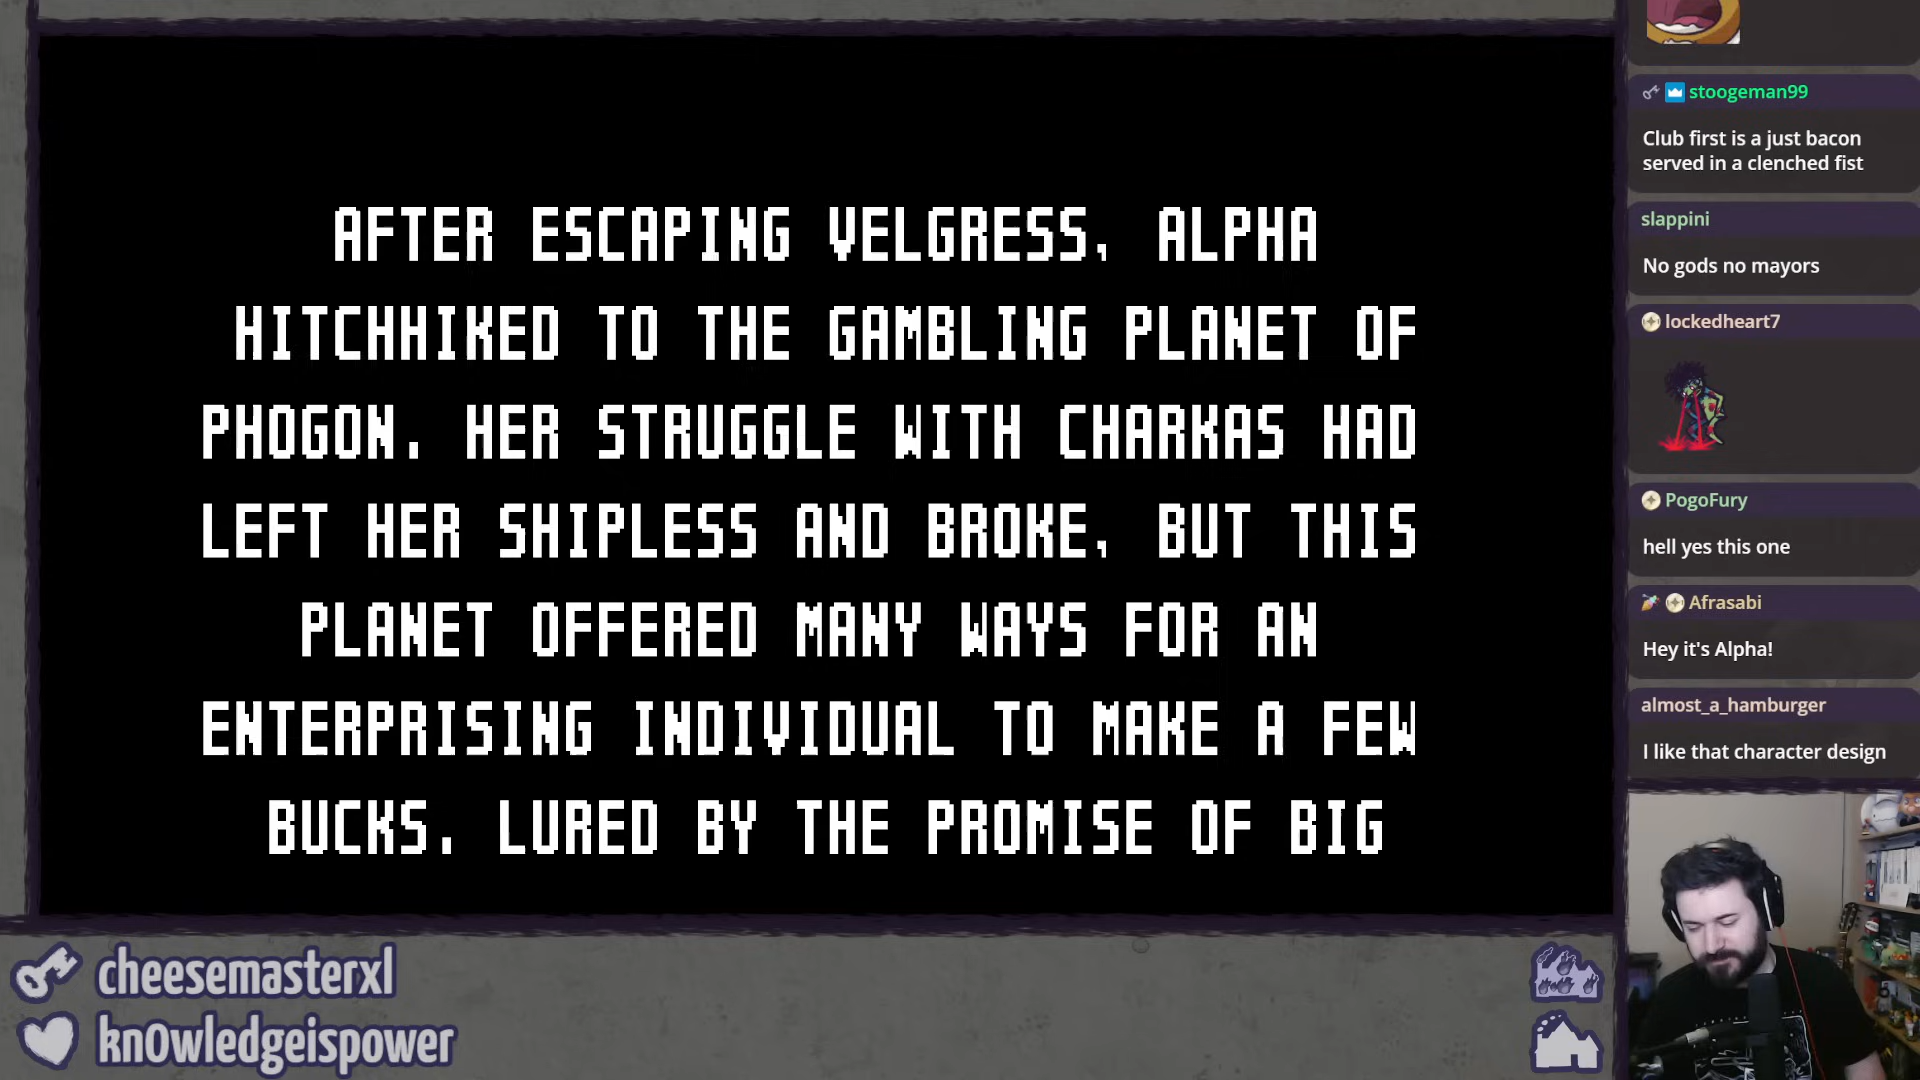 AFTER ESCAPING VELGRESS, ALPHA
HITCHHIKED TO THE GAMBLING PLANET OF
PHOGON. HER STRUGGLE WITH CHARKAS HAD
LEFT HER SHIPLESS AND BROKE, BUT THIS
PLANET OFFERED MANY WAYS FOR AN
ENTERPRISING INDIVIDUAL TO MAKE A FEW
BUCKS. LURED BY THE PROMISE OF BIG
stoogeman99
Club first is a just bacon
served in a clenched fist
slappini
No gods no mayors
lockedheart7
PogoFury
hell yes this one
Afrasabi
Hey it's Alpha!
almost_a_hamburger
I like that character design
cheesemasterxl
kn0wledgeispower